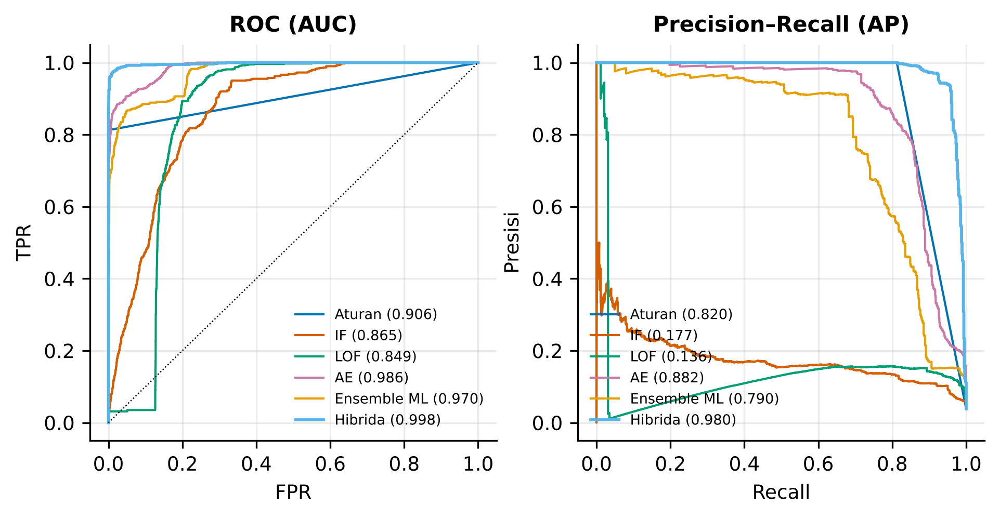 ROC (AUC)
TPR
1.0
0.8
0.6
0.4
0.2
0.0
Aturan (0.906)
IF (0.865)
LOF (0.849)
AE (0.986)
Ensemble ML (0.970)
Hibrida (0.998)
0.0 0.2 0.4 0.6 0.8 1.0
FPR
Precision–Recall (AP)
Presisi
1.0
0.8
0.6
0.4
0.2
0.0
Aturan (0.820)
IF (0.177)
LOF (0.136)
AE (0.882)
Ensemble ML (0.790)
Hibrida (0.980)
0.0 0.2 0.4 0.6 0.8 1.0
Recall